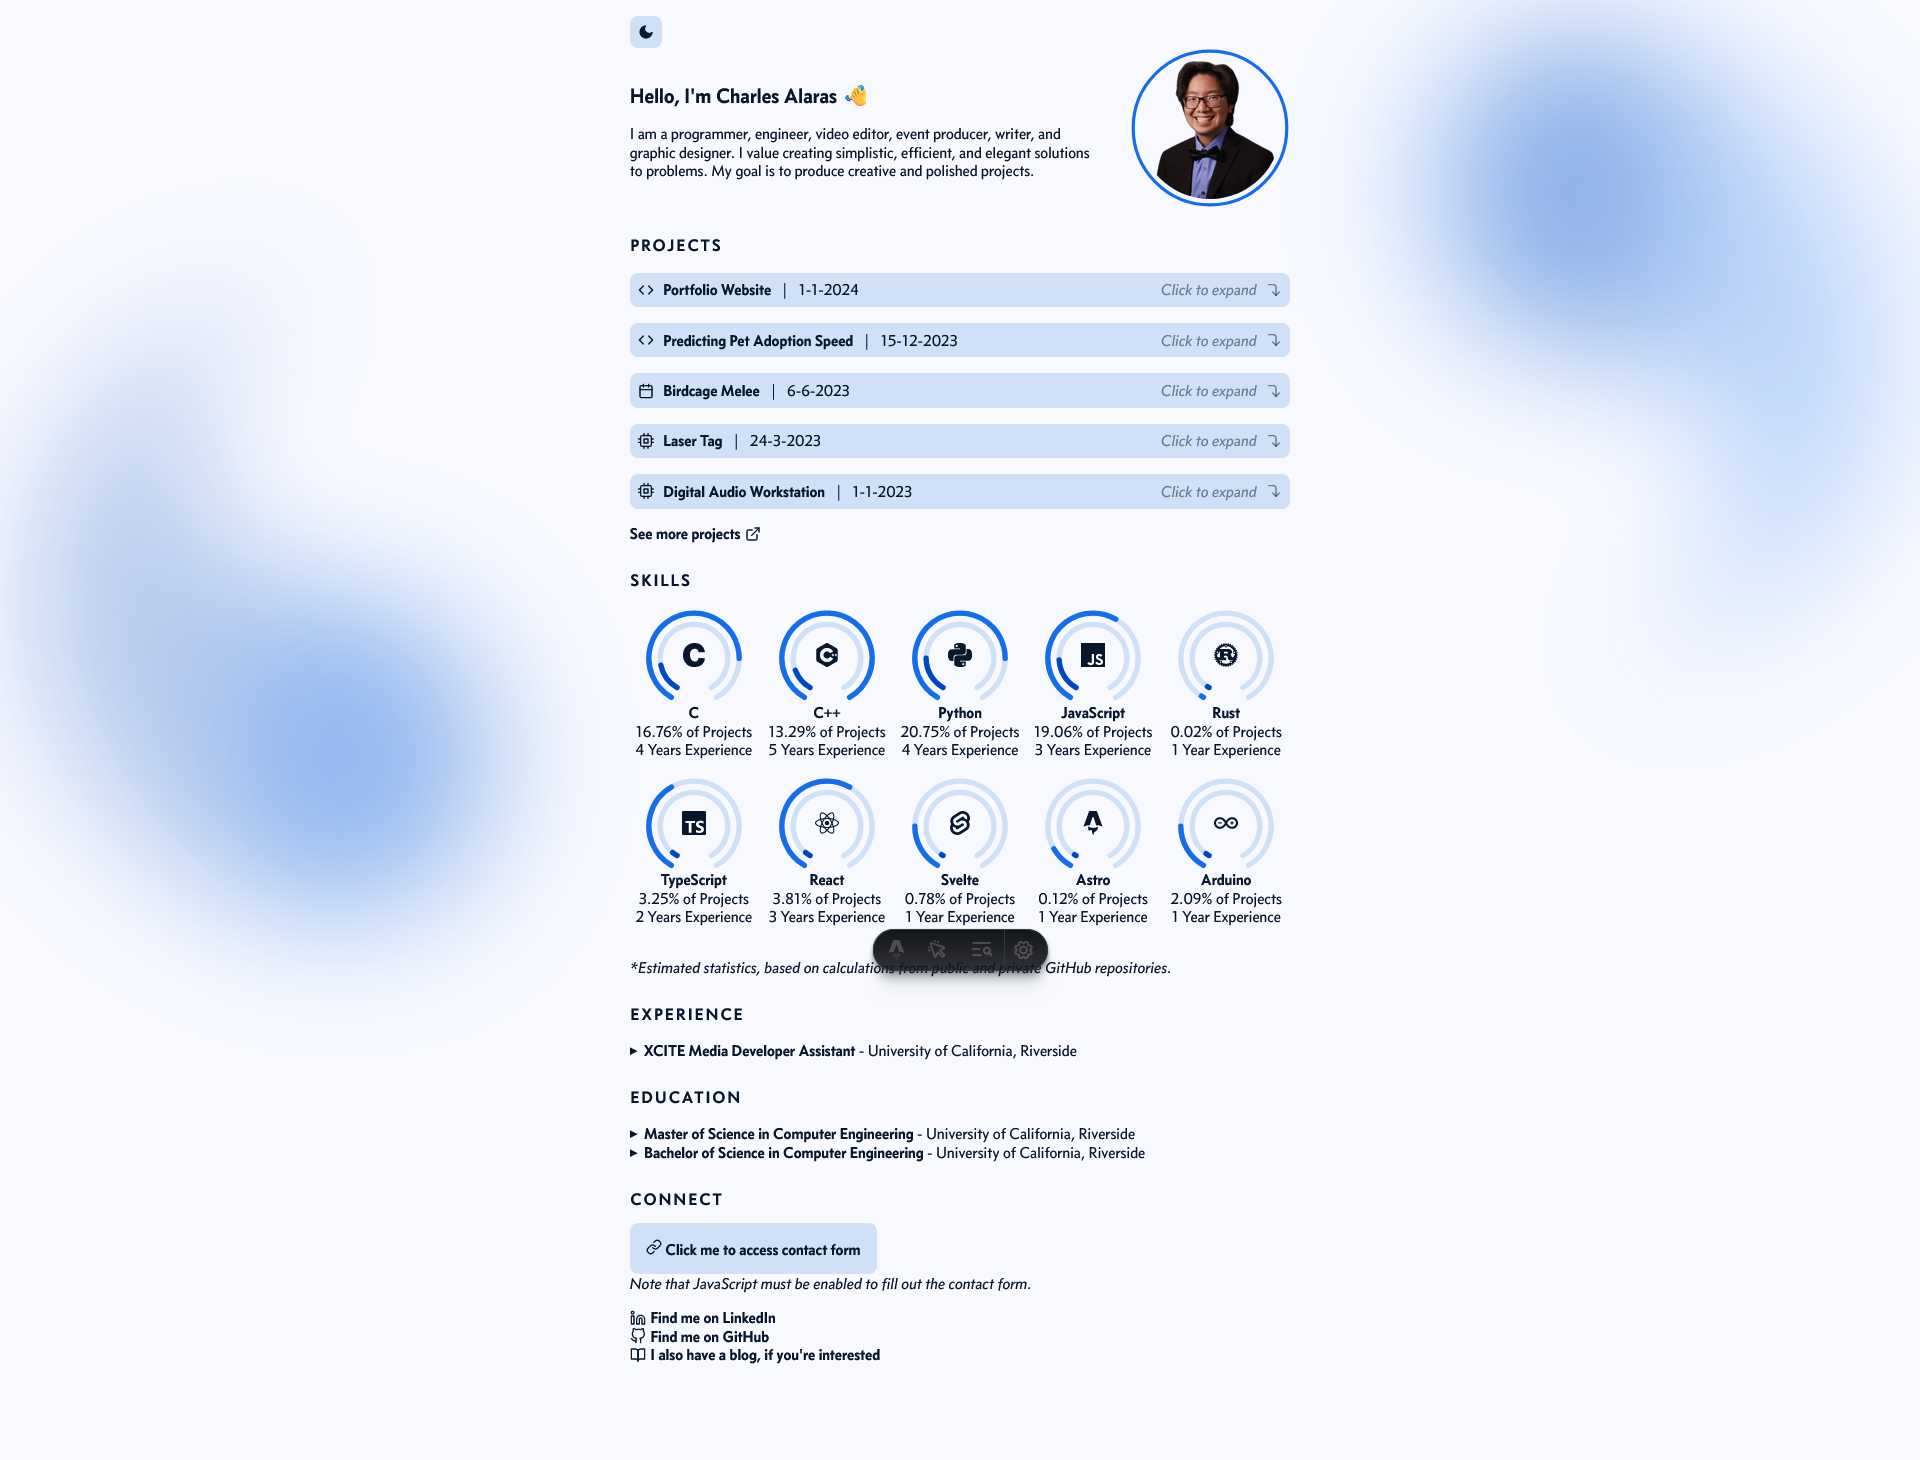 Hello, I'm Charles Alaras 👋
I am a programmer, engineer, video editor, event producer, writer, and
graphic designer. I value creating simplistic, efficient, and elegant solutions
to problems. My goal is to produce creative and polished projects.
PROJECTS
Portfolio Website | 1-1-2024 Click to expand
Predicting Pet Adoption Speed | 15-12-2023 Click to expand
Birdcage Melee | 6-6-2023 Click to expand
Laser Tag | 24-3-2023 Click to expand
Digital Audio Workstation | 1-1-2023 Click to expand
See more projects
SKILLS
C C JS R
C C++ Python JavaScript Rust
16.76% of Projects 13.29% of Projects 20.75% of Projects 19.06% of Projects 0.02% of Projects
4 Years Experience 5 Years Experience 4 Years Experience 3 Years Experience 1 Year Experience
TS
TypeScript React Svelte Astro Arduino
3.25% of Projects 3.81% of Projects 0.78% of Projects 0.12% of Projects 2.09% of Projects
2 Years Experience 3 Years Experience 1 Year Experience 1 Year Experience 1 Year Experience
*Estimated statistics, based on calculations from public and private GitHub repositories.
EXPERIENCE
▶ XCITE Media Developer Assistant - University of California, Riverside
EDUCATION
▶ Master of Science in Computer Engineering - University of California, Riverside
▶ Bachelor of Science in Computer Engineering - University of California, Riverside
CONNECT
Click me to access contact form
Note that JavaScript must be enabled to fill out the contact form.
Find me on LinkedIn
Find me on GitHub
I also have a blog, if you're interested